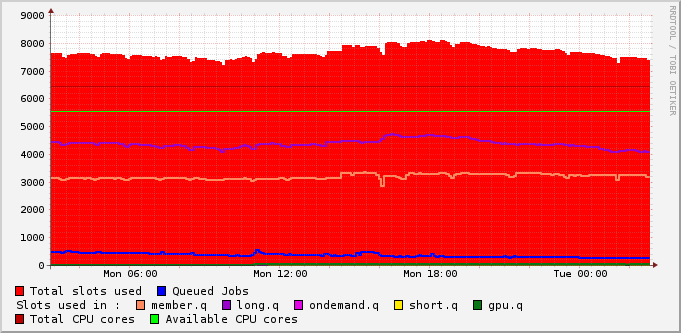 9000
8000
7000
6000
5000
4000
3000
2000
1000
0
Mon 06:00 Mon 12:00 Mon 18:00 Tue 00:00
Total slots used Queued Jobs
Slots used in : member.q long.q ondemand.q short.q gpu.q
Total CPU cores Available CPU cores
RRDTOOL / TOBI OETIKER